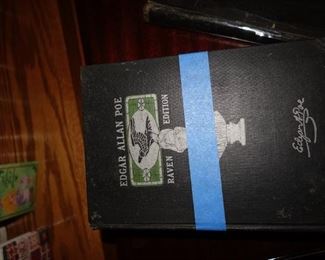 EDGAR ALLAN POE
RAVEN EDITION
Edgar A Poe